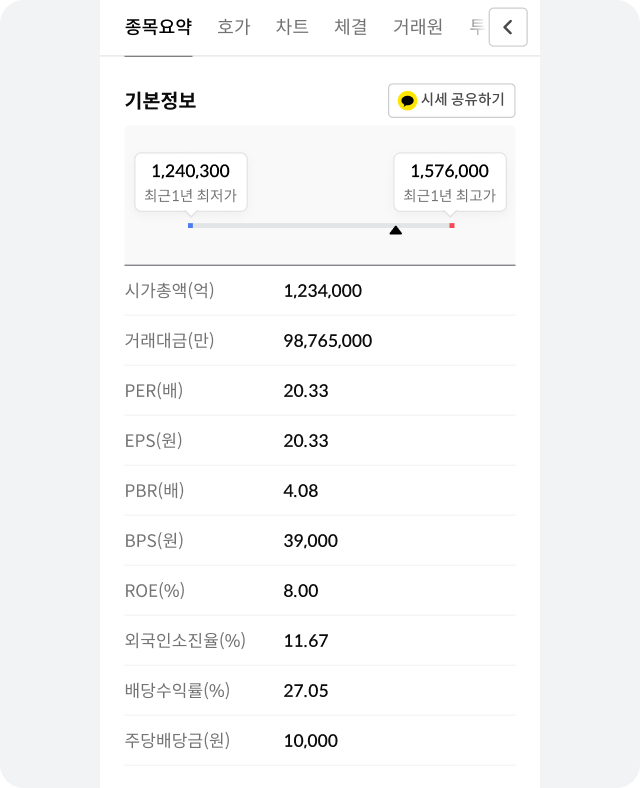 종목요약 호가 차트 체결 거래원
기본정보 시세 공유하기
1,240,300 1,576,000
최근1년 최저가 최근1년 최고가
시가총액(억) 1,234,000
거래대금(만) 98,765,000
PER(배) 20.33
EPS(원) 20.33
PBR(배) 4.08
BPS(원) 39,000
ROE(%) 8.00
외국인소진율(%) 11.67
배당수익률(%) 27.05
주당배당금(원) 10,000